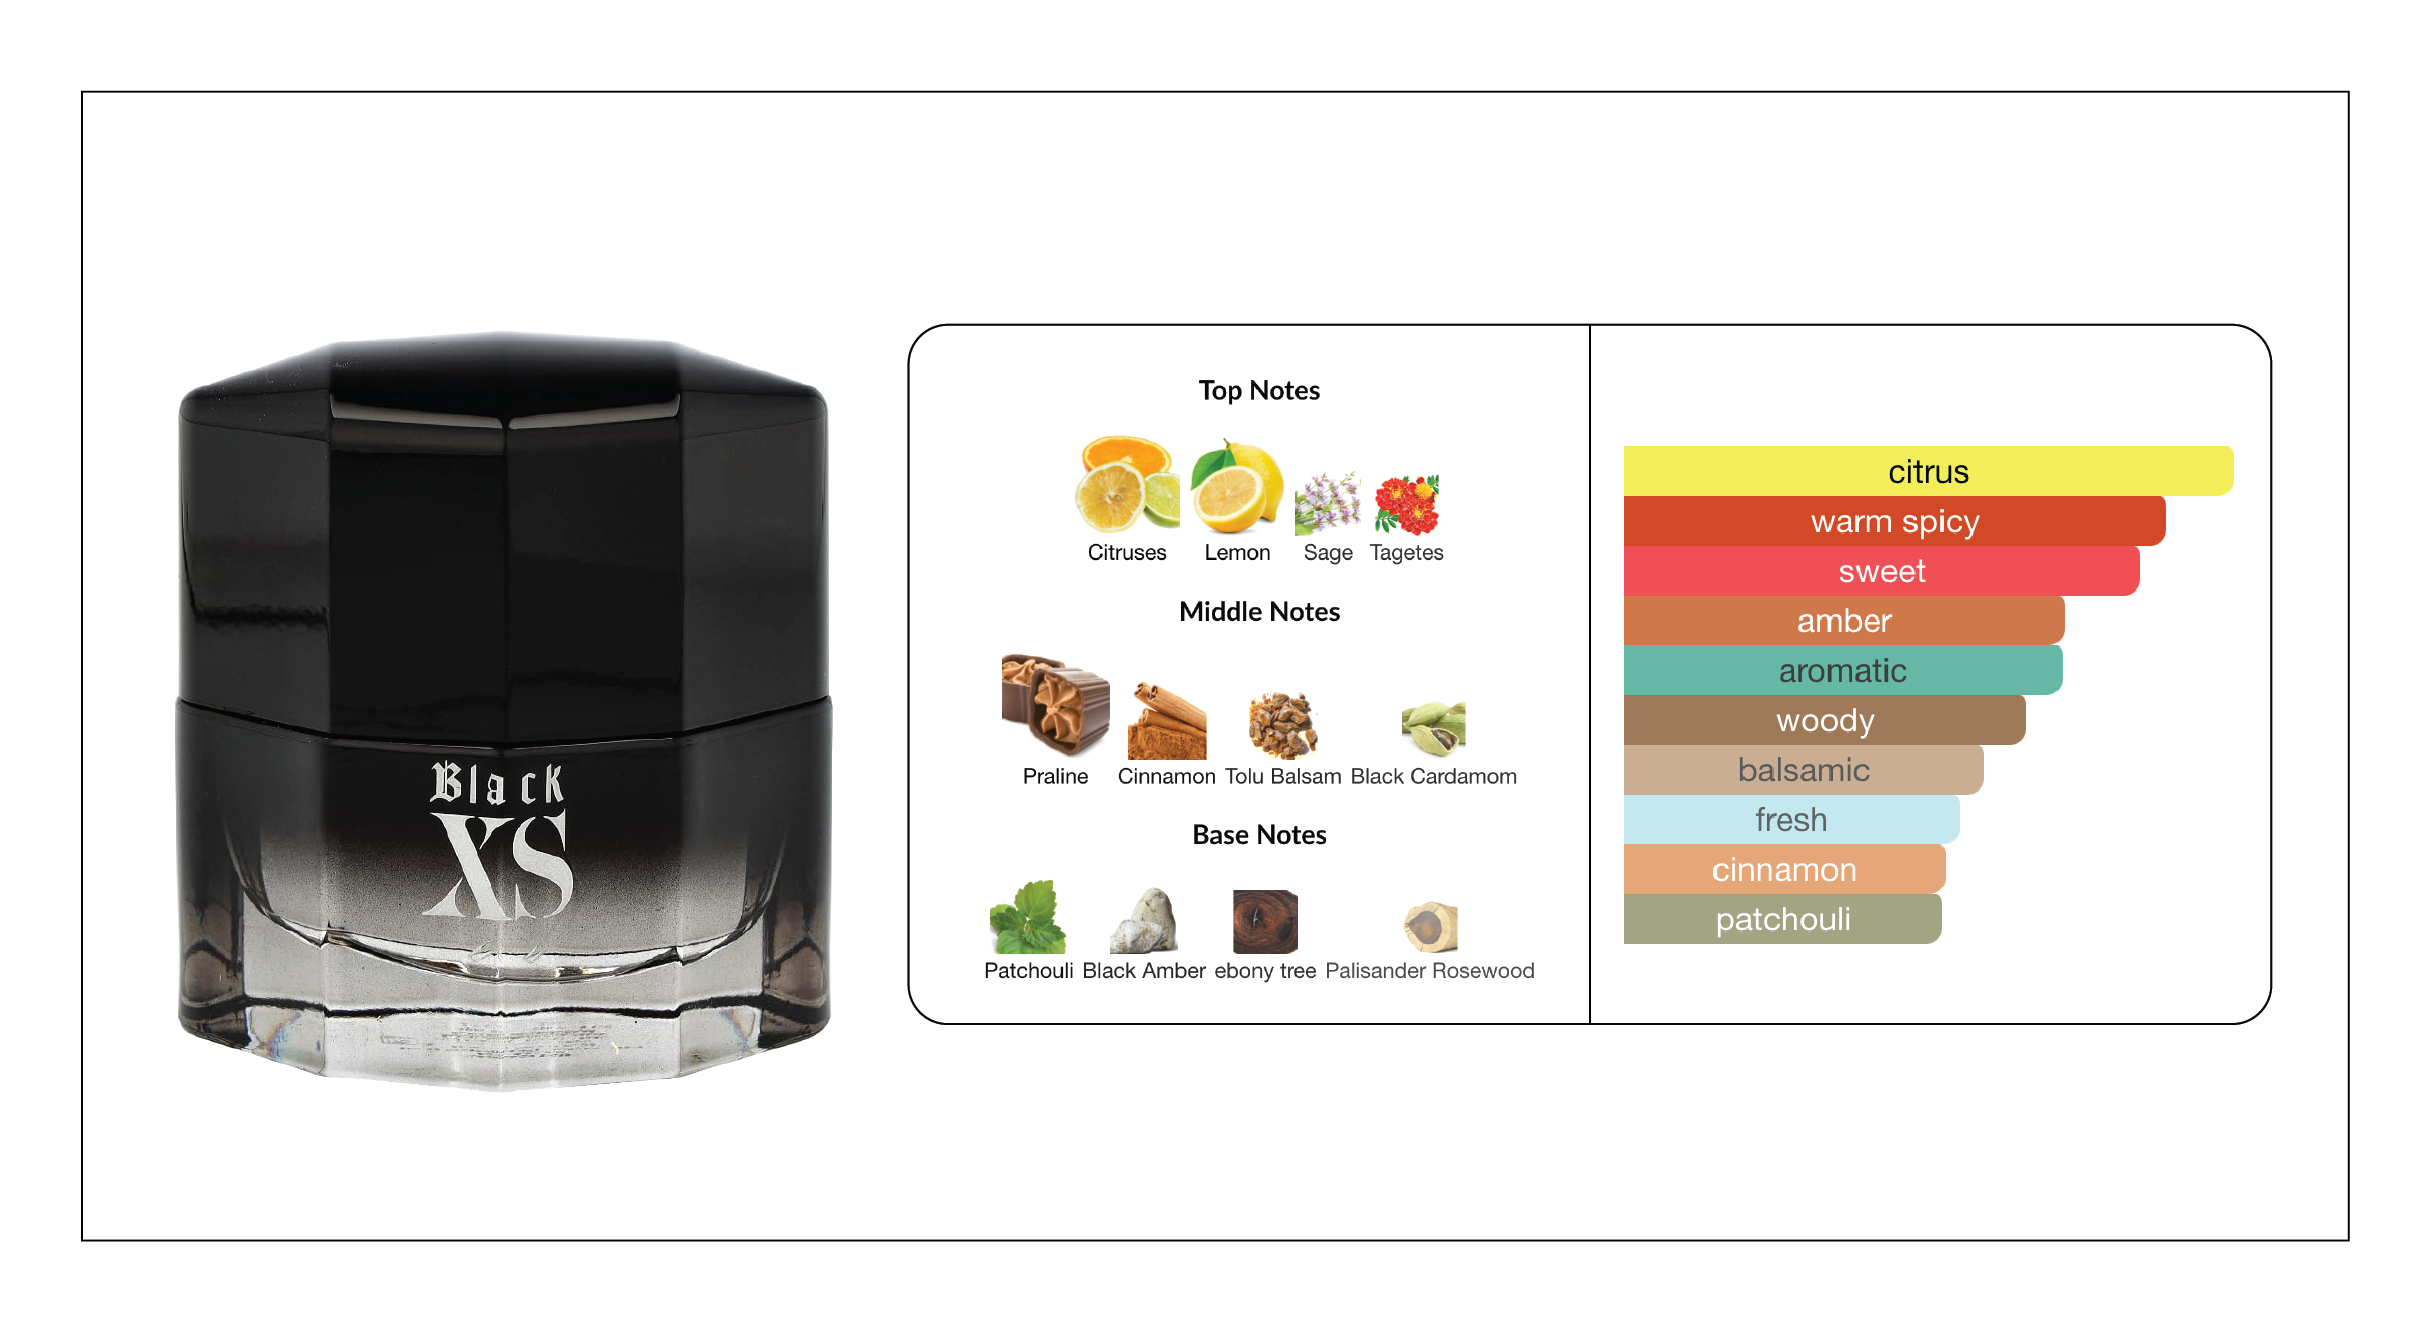 Black
XS
Top Notes
Citruses Lemon Sage Tagetes
Middle Notes
Praline Cinnamon Tolu Balsam Black Cardamom
Base Notes
Patchouli Black Amber ebony tree Palisander Rosewood
citrus
warm spicy
sweet
amber
aromatic
woody
balsamic
fresh
cinnamon
patchouli